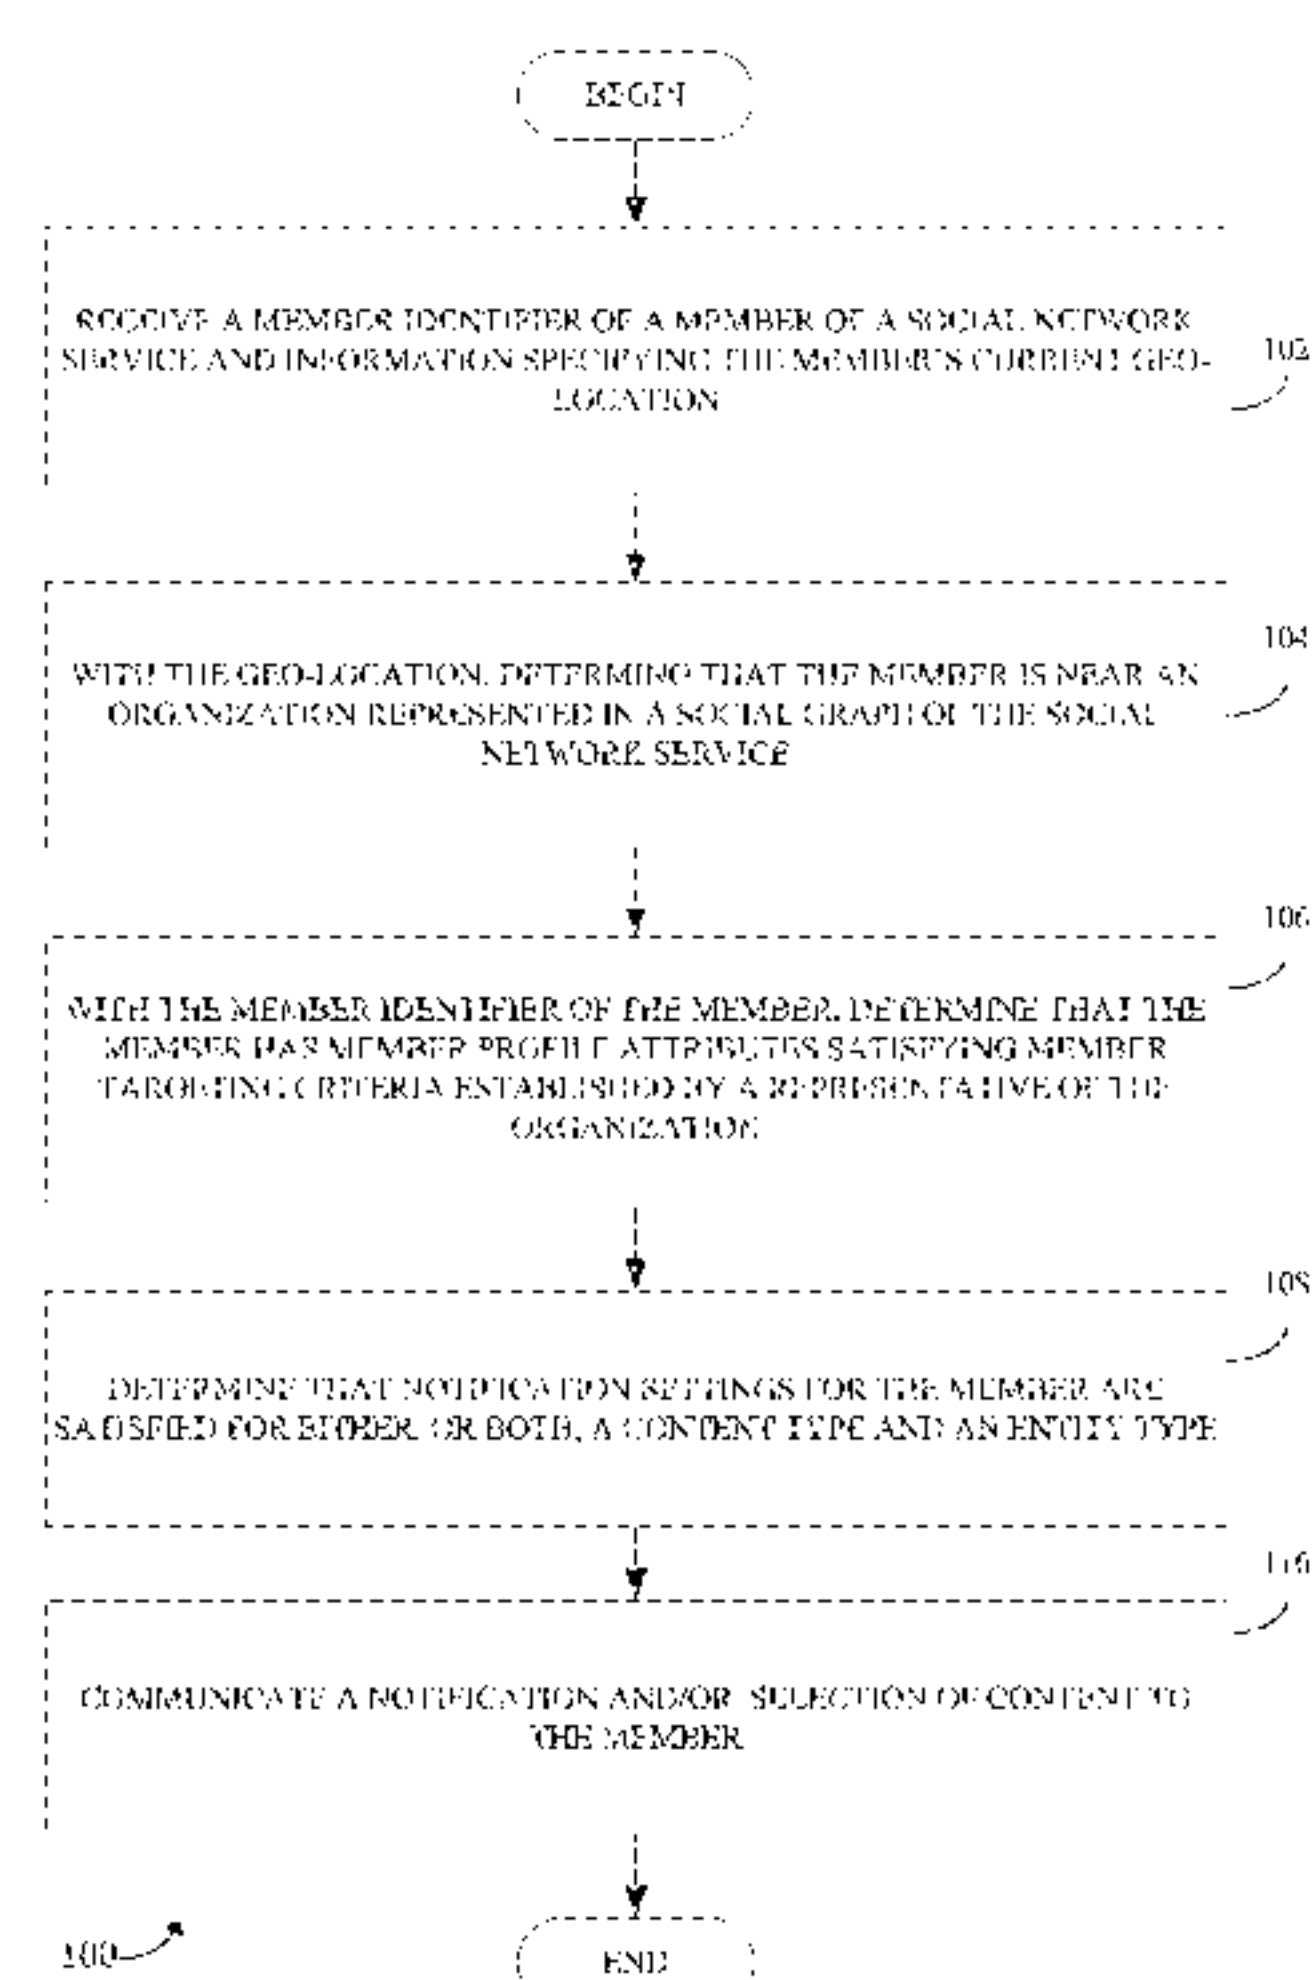 BEGIN
RECEIVE A MEMBER IDENTIFIER OF A MEMBER OF A SOCIAL NETWORK
SERVICE AND INFORMATION SPECIFYING THE MEMBER'S CURRENT GEO-
LOCATION
102
WITH THE GEO-LOCATION, DETERMING THAT THE MEMBER IS NEAR AN
ORGANIZATION REPRESENTED IN A SOCIAL GRAPH OF THE SOCIAL
NETWORK SERVICE
104
WITH THE MEMBER IDENTIFIER OF THE MEMBER, DETERMINE THAT THE
MEMBER HAS MEMBER PROFILE ATTRIBUTES SATISFYING MEMBER
TARGETING CRITERIA ESTABLISHED BY A REPRESENTATIVE OF THE
ORGANIZATION
106
DETERMINE THAT NOTIFICATION SETTINGS FOR THE MEMBER ARE
SATISFIED FOR EITHER, OR BOTH, A CONTENT TYPE AND AN ENTITY TYPE
108
COMMUNICATE A NOTIFICATION AND/OR SELECTION OF CONTENT TO
THE MEMBER
END